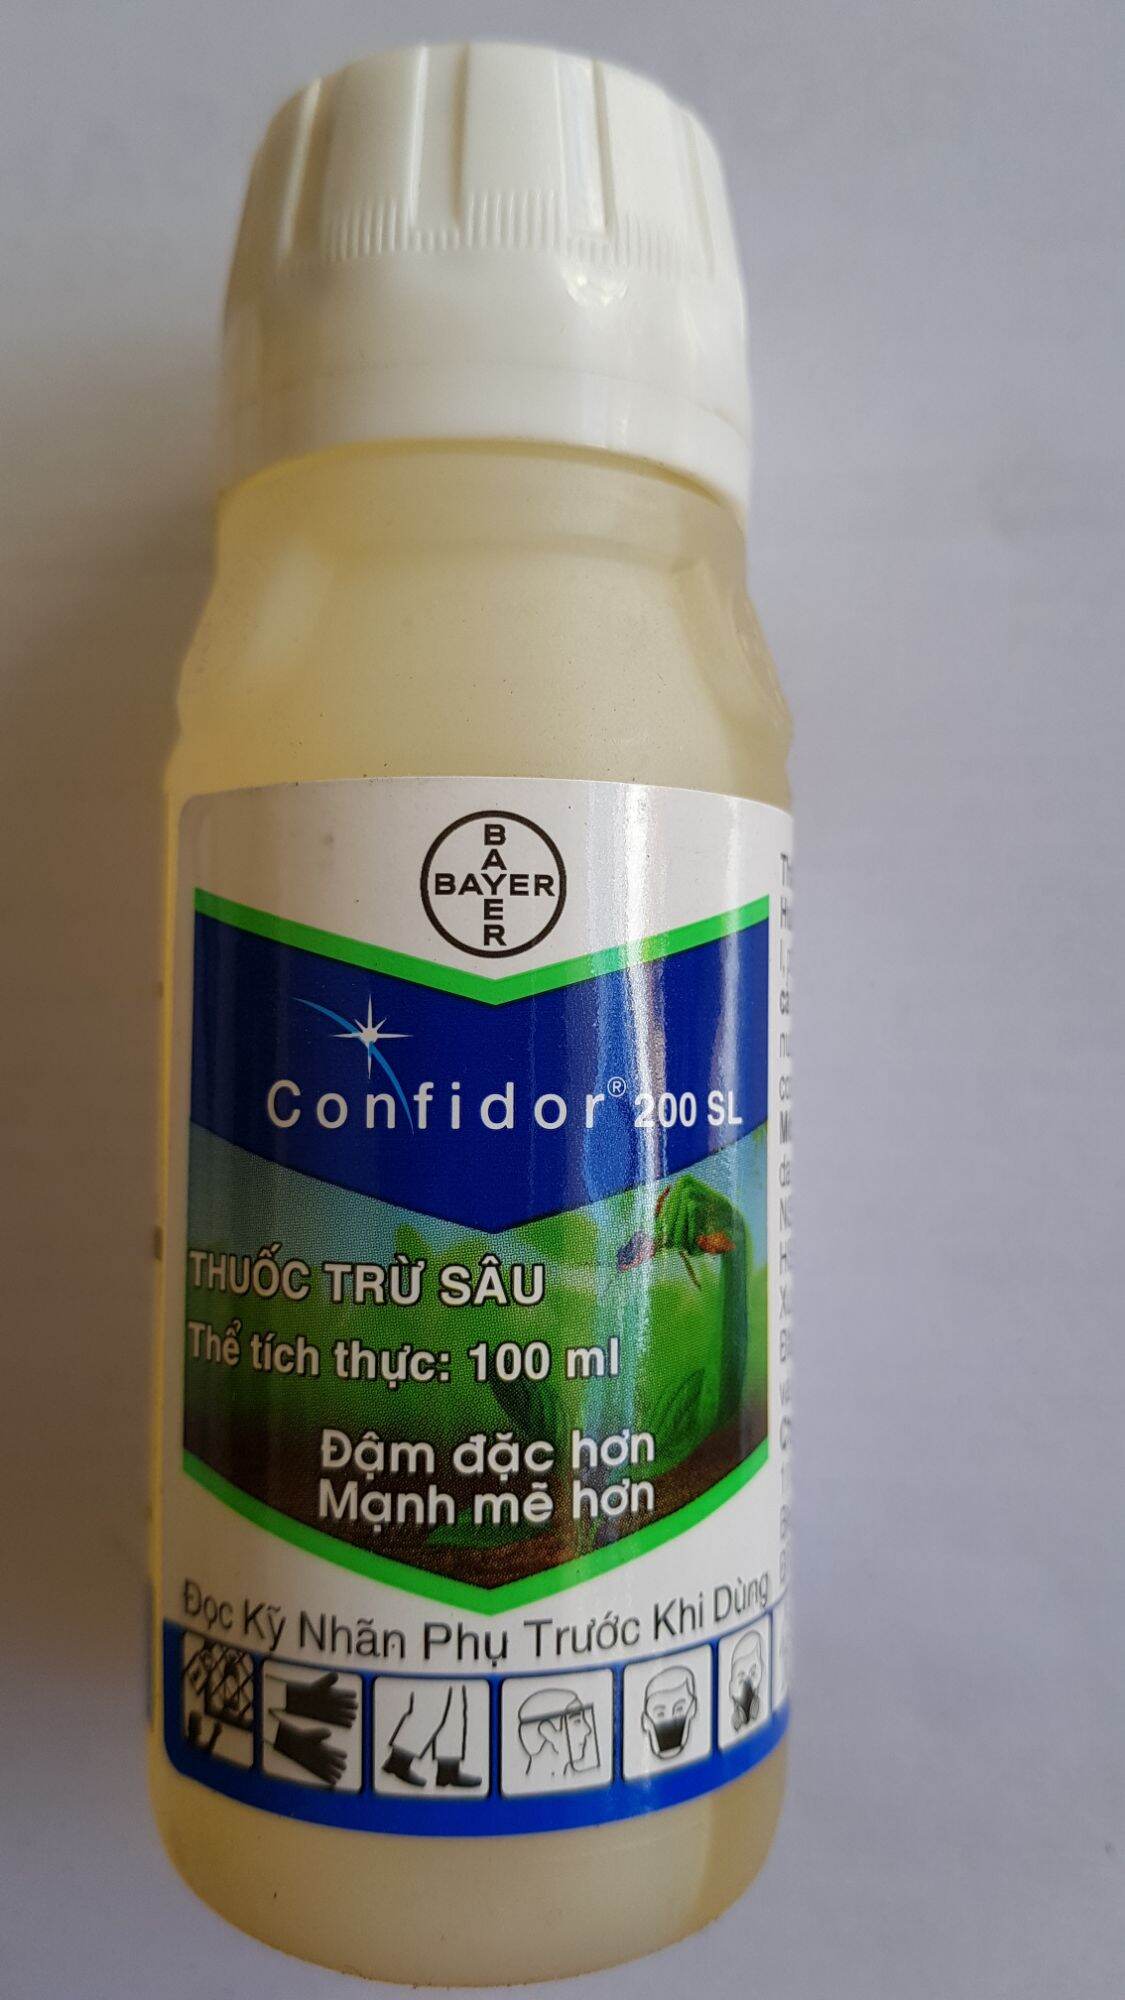 BAYER
BAYER
Confidor® 200 SL
THUỐC TRỪ SÂU
Thể tích thực: 100 ml
Đậm đặc hơn
Mạnh mẽ hơn
Đọc Kỹ Nhãn Phụ Trước Khi Dùng